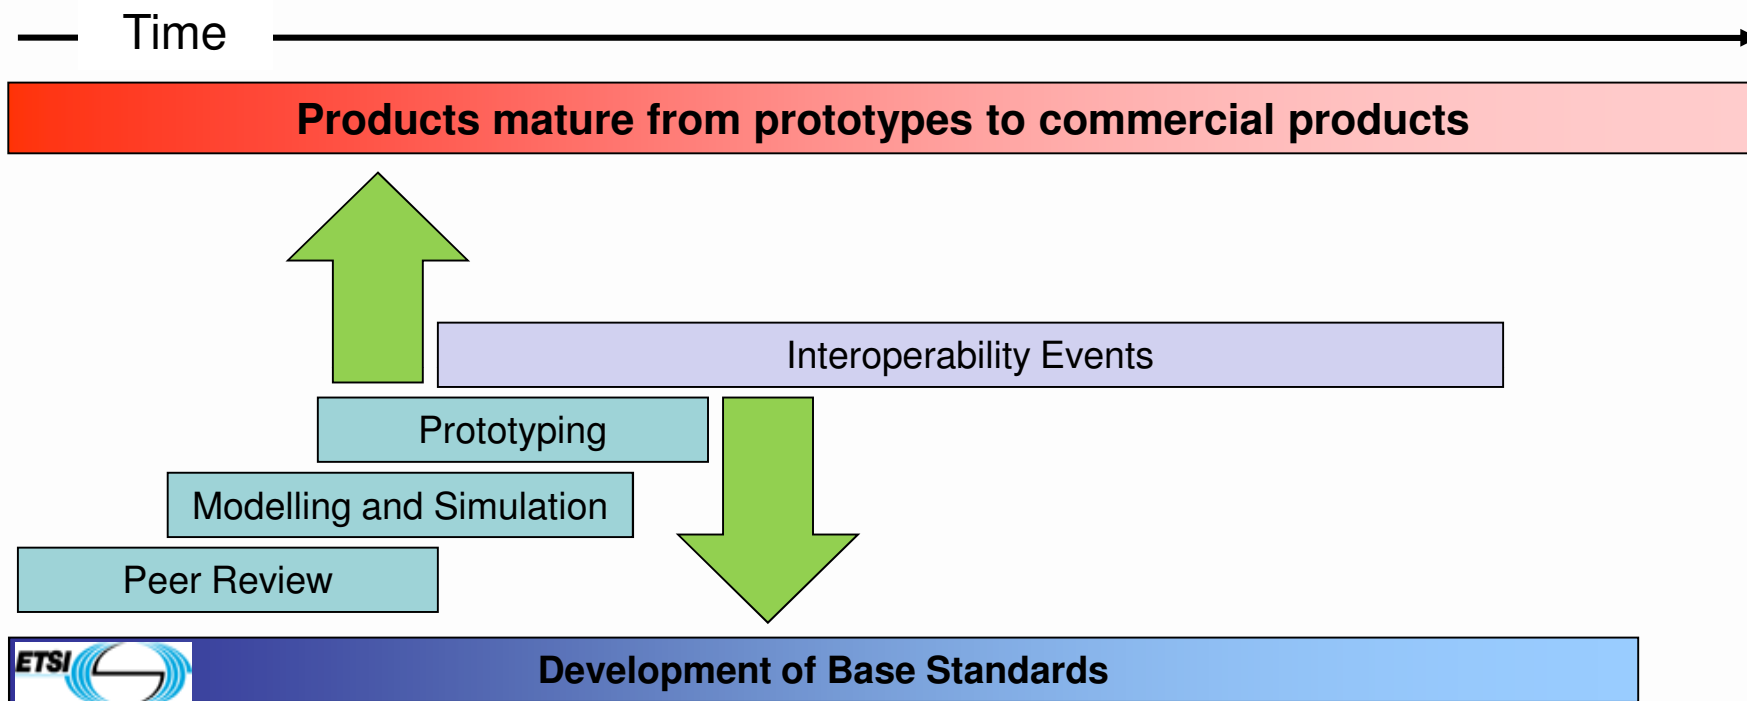 Time
Products mature from prototypes to commercial products
Interoperability Events
Prototyping
Modelling and Simulation
Peer Review
ETSI
Development of Base Standards